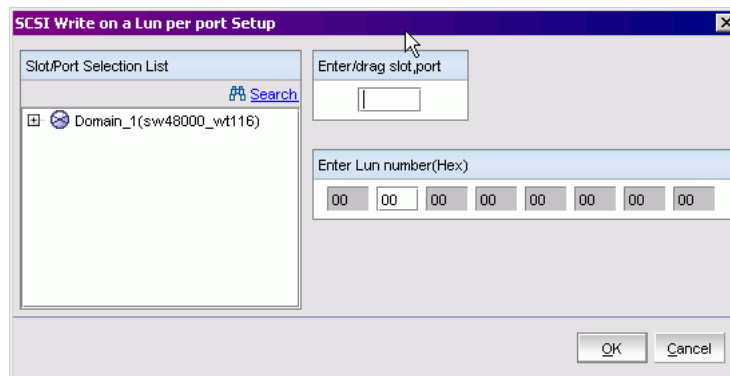 SCSI Write on a Lun per port Setup
Slot/Port Selection List
Search
Domain_1(sw48000_wt116)
Enter/drag slot,port
Enter Lun number(Hex)
00 00 00 00 00 00 00 00
OK Cancel